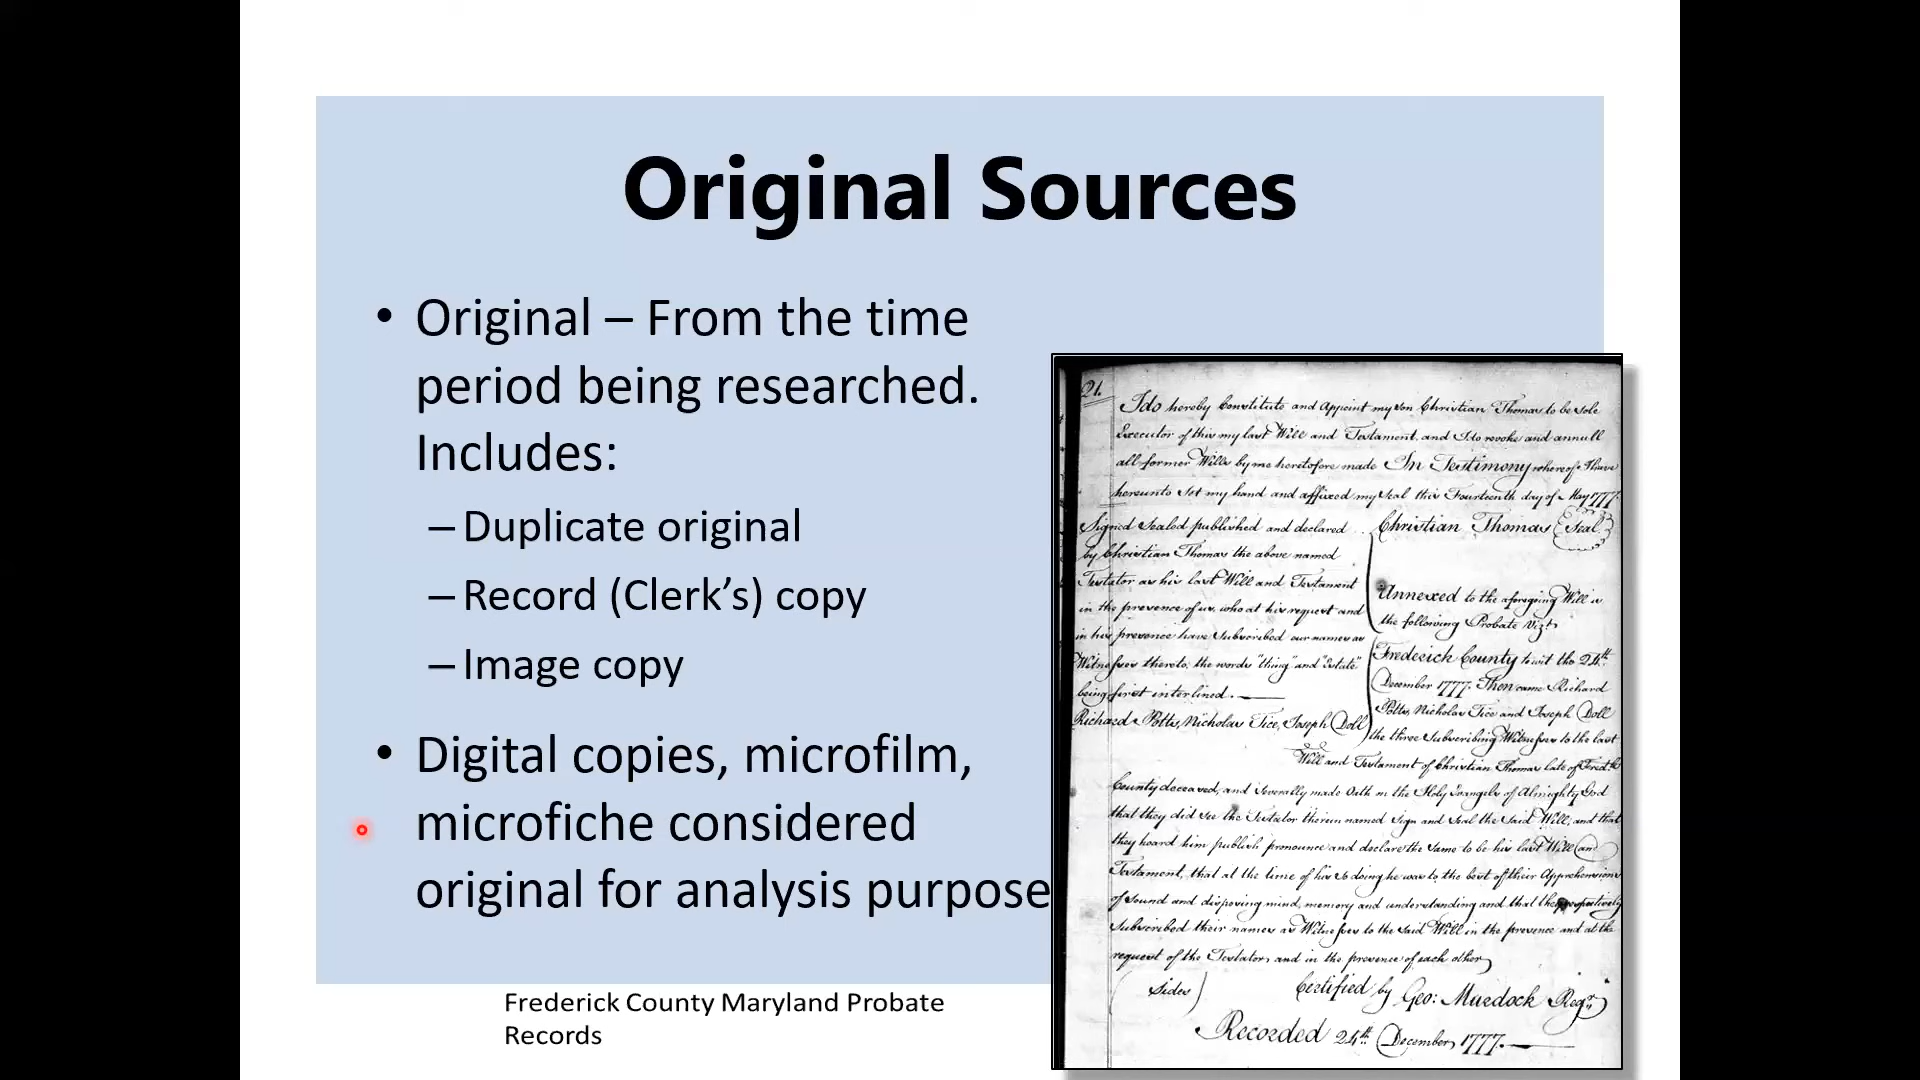 Original Sources
• Original – From the time
period being researched.
Includes:
– Duplicate original
– Record (Clerk’s) copy
– Image copy
• Digital copies, microfilm,
microfiche considered
original for analysis purpose
Frederick County Maryland Probate
Records
21.
I do hereby Constitute and Appoint my Son Christian Thomas to be Sole
Executor of this my last Will and Testament, and I do revoke and annull
all former Wills by me heretofore made In Testimony whereof I have
hereunto Set my hand and affixed my Seal this Fourteenth day of May 1777.
Signed Sealed published and declared
by Christian Thomas the above named
Testator as his last Will and Testament
in the presence of us, who at his request and
in his presence have Subscribed our names as
Witnesses thereto; the words "thing" and "Estate"
being first interlined.
Richard Potts, Nicholas Tice, Joseph Doll
Christian Thomas Seal
Annexed to the aforegoing Will is
the following Probate Vizt
Frederick County to wit the 24th
December 1777. Then came Richard
Potts, Nicholas Tice and Joseph Doll
the three Subscribing Witnesses to the last
Will and Testament of Christian Thomas late of
County deceased, and Severally made Oath on the Holy Evangels of Almighty God
that they did see the Testator therein named Sign and Seal the Said Will, and that
they heard him publish pronounce and declare the Same to be his last Will an
Testament, that at the time of his So doing he was to the best of their Apprehensions
of Sound and disposing mind, memory and understanding and that they respectively
Subscribed their names as Witnesses to the Said Will in the presence and at the
request of the Testator, and in the presence of each other
Sides
Certified by Geo: Murdock Regr
Recorded 24th December, 1777.